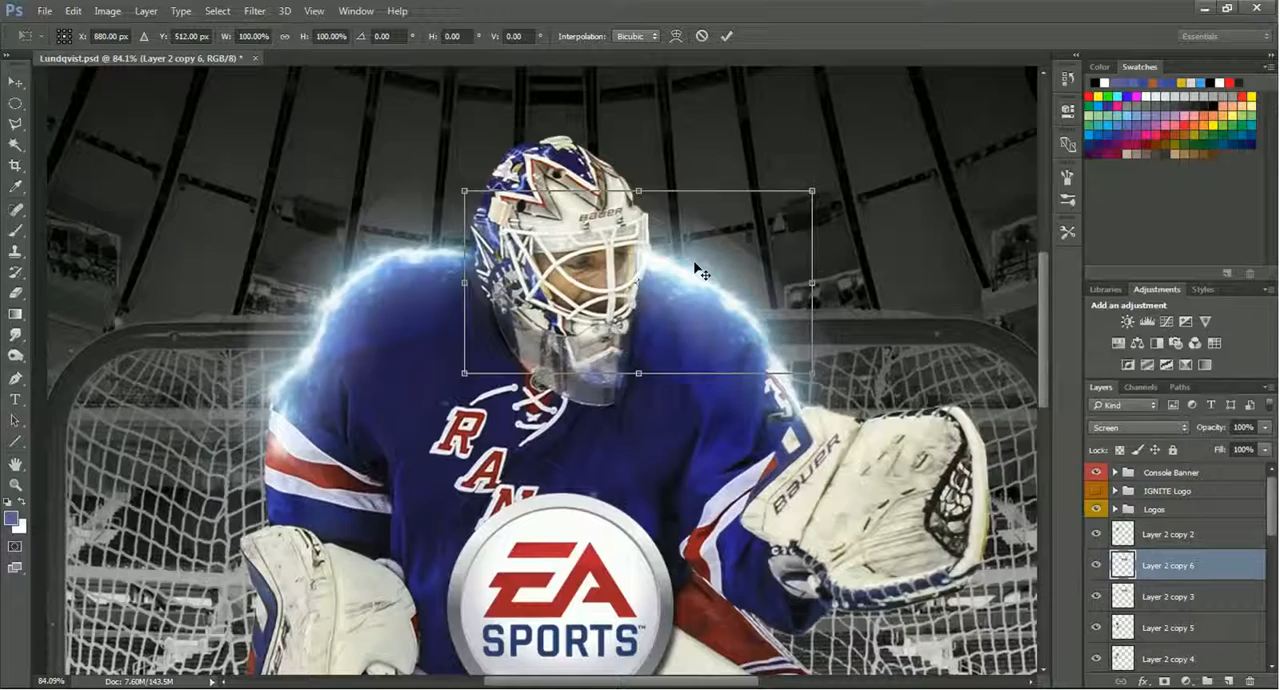 Ps File Edit Image Layer Type Select Filter 3D View Window Help
X: 880.00 px Y: 512.00 px W: 100.00% H: 100.00% 0.00 ° H: 0.00 ° V: 0.00 ° Interpolation: Bicubic Essentials
Lundqvist.psd @ 84.1% (Layer 2 copy 6, RGB/8) * ×
Color Swatches
BAUER
Libraries Adjustments Styles
Add an adjustment
Layers Channels Paths
Kind
Screen Opacity: 100%
Lock: Fill: 100%
Console Banner
IGNITE Logo
Logos
Layer 2 copy 2
Layer 2 copy 6
Layer 2 copy 3
Layer 2 copy 5
Layer 2 copy 4
3
BAUER
RAN
EA
SPORTS™
84.09% Doc: 7.60M/143.5M